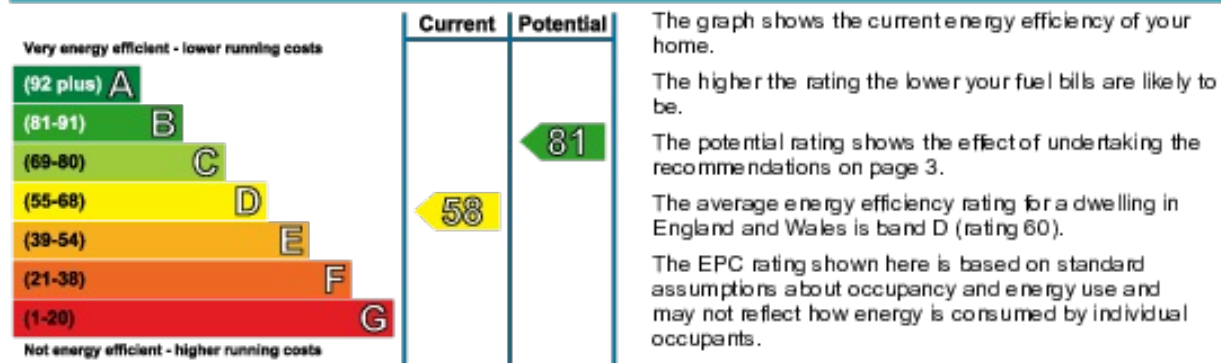 Current Potential
Very energy efficient - lower running costs
(92 plus) A
(81-91) B
(69-80) C
(55-68) D
(39-54) E
(21-38) F
(1-20) G
Not energy efficient - higher running costs
58
81
The graph shows the current energy efficiency of your
home.
The higher the rating the lower your fuel bills are likely to
be.
The potential rating shows the effect of undertaking the
recommendations on page 3.
The average energy efficiency rating for a dwelling in
England and Wales is band D (rating 60).
The EPC rating shown here is based on standard
assumptions about occupancy and energy use and
may not reflect how energy is consumed by individual
occupants.